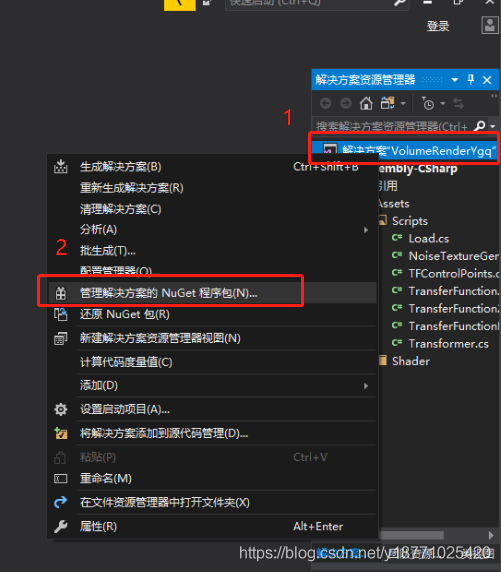 快速启动 (Ctrl+Q)
登录
解决方案资源管理器
1
搜索解决方案资源管理器(Ctrl+
解决方案"VolumeRenderYgq"
embly-CSharp
引用
Assets
Scripts
Load.cs
NoiseTextureGer
TFControlPoints.c
TransferFunction.
TransferFunction2
TransferFunctionI
Transformer.cs
Shader
生成解决方案(B) Ctrl+Shift+B
重新生成解决方案(R)
清理解决方案(C)
分析(A)
2
批生成(T)...
配置管理器(O)...
管理解决方案的 NuGet 程序包(N)...
还原 NuGet 包(R)
新建解决方案资源管理器视图(N)
计算代码度量值(C)
添加(D)
设置启动项目(A)...
将解决方案添加到源代码管理(D)...
粘贴(P) Ctrl+V
重命名(M)
在文件资源管理器中打开文件夹(X)
属性(R) Alt+Enter